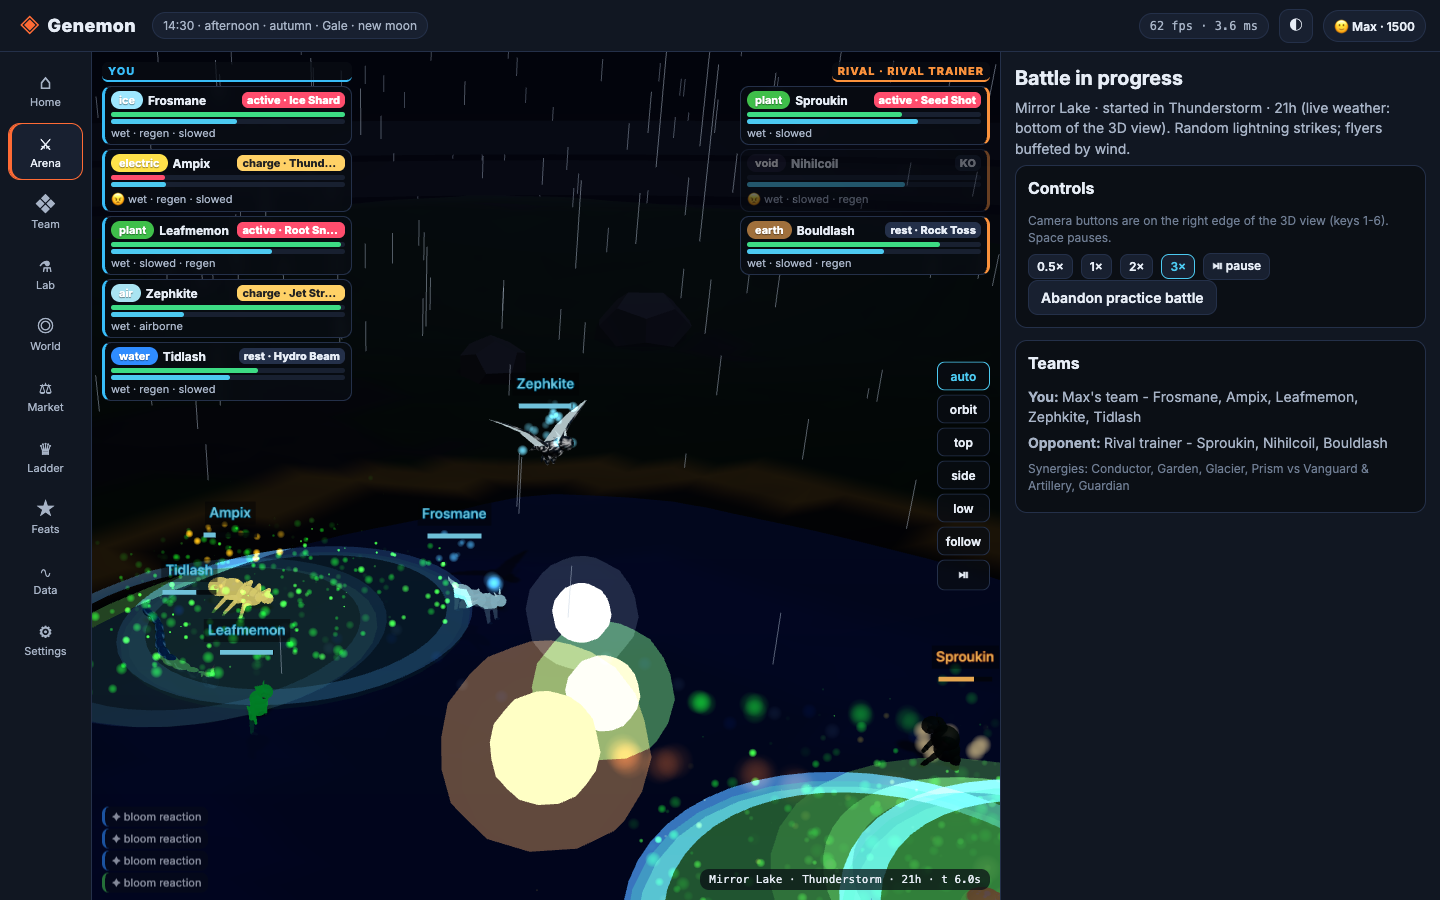 Genemon
14:30 · afternoon · autumn · Gale · new moon
62 fps · 3.6 ms
Max · 1500
Home
Arena
Team
Lab
World
Market
Ladder
Feats
Data
Settings
YOU
ice Frosmane active · Ice Shard
wet · regen · slowed
electric Ampix charge · Thund…
wet · regen · slowed
plant Leafmemon active · Root Sn…
wet · slowed · regen
air Zephkite charge · Jet Str…
wet · airborne
water Tidlash rest · Hydro Beam
wet · regen · slowed
RIVAL · RIVAL TRAINER
plant Sproukin active · Seed Shot
wet · slowed
void Nihilcoil KO
wet · slowed · regen
earth Bouldlash rest · Rock Toss
wet · slowed · regen
Zephkite
Ampix
Frosmane
Tidlash
Leafmemon
Sproukin
auto
orbit
top
side
low
follow
✦ bloom reaction
✦ bloom reaction
✦ bloom reaction
✦ bloom reaction
Mirror Lake · Thunderstorm · 21h · t 6.0s
Battle in progress
Mirror Lake · started in Thunderstorm · 21h (live weather:
bottom of the 3D view). Random lightning strikes; flyers
buffeted by wind.
Controls
Camera buttons are on the right edge of the 3D view (keys 1-6).
Space pauses.
0.5× 1× 2× 3× ⏯ pause
Abandon practice battle
Teams
You: Max's team - Frosmane, Ampix, Leafmemon,
Zephkite, Tidlash
Opponent: Rival trainer - Sproukin, Nihilcoil, Bouldlash
Synergies: Conductor, Garden, Glacier, Prism vs Vanguard &
Artillery, Guardian